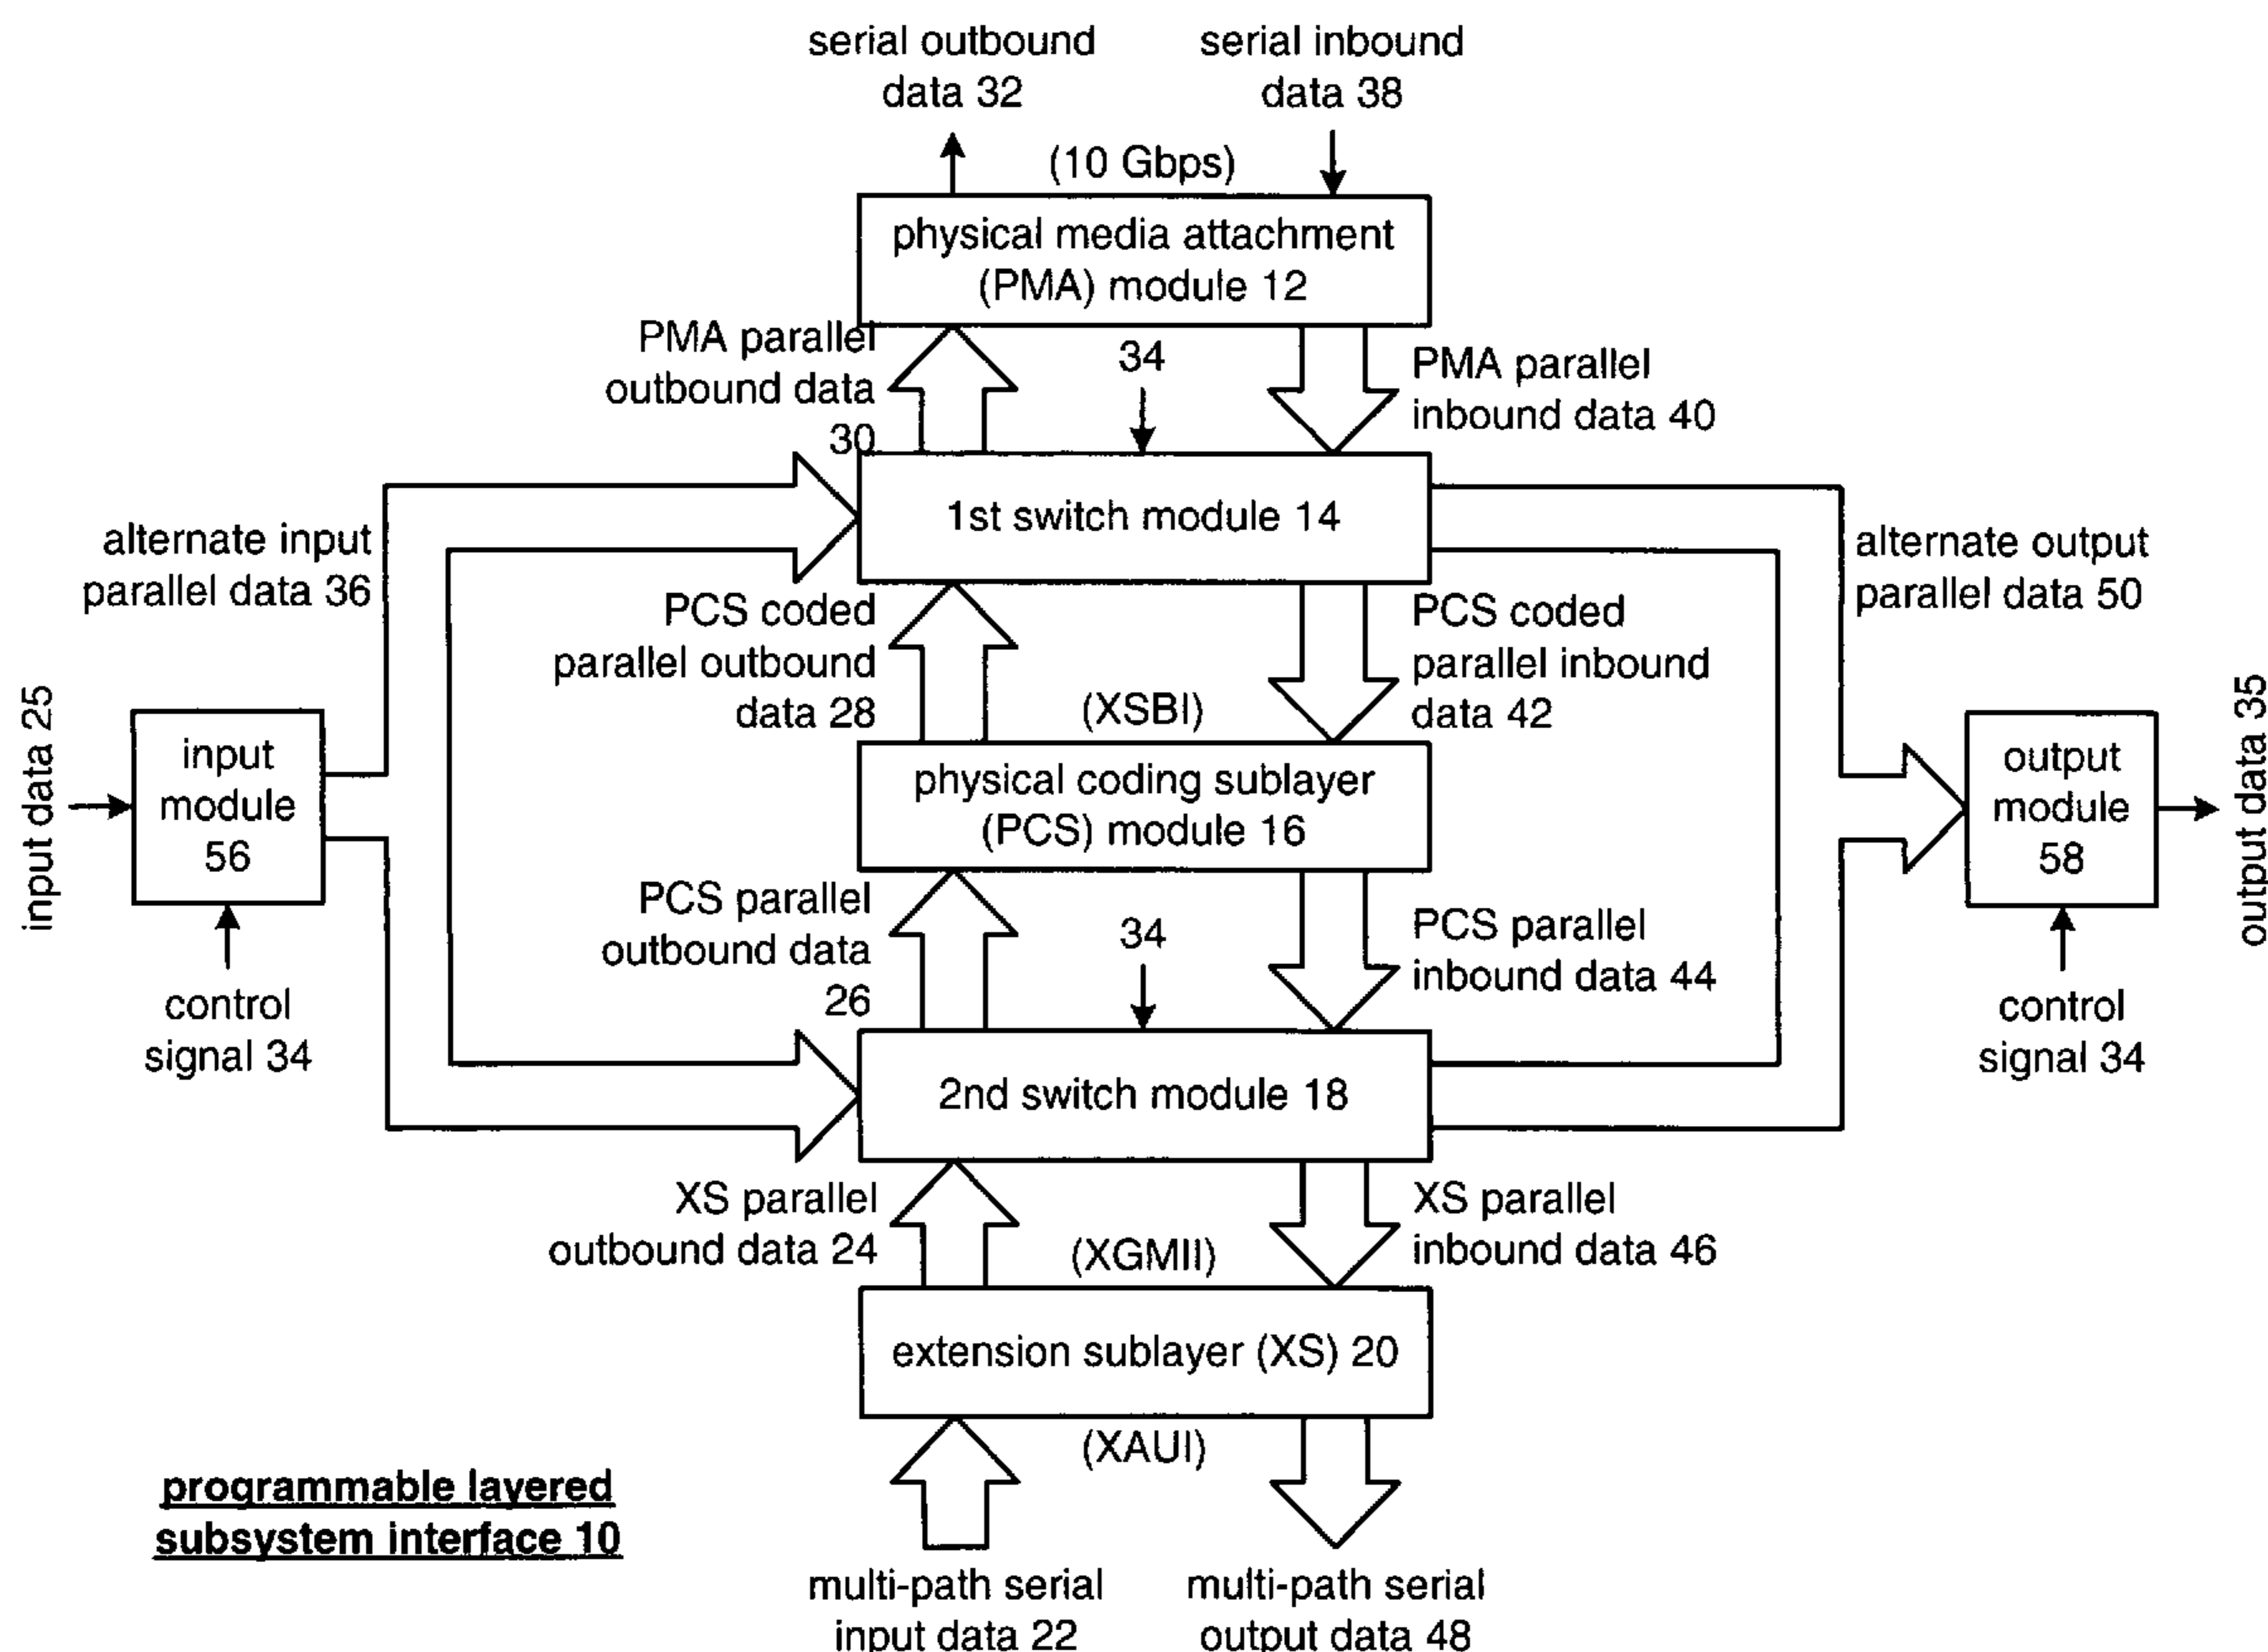 serial outbound
data 32
serial inbound
data 38
(10 Gbps)
physical media attachment
(PMA) module 12
PMA parallel
outbound data
30
34
PMA parallel
inbound data 40
1st switch module 14
alternate input
parallel data 36
alternate output
parallel data 50
PCS coded
parallel outbound
data 28
(XSBI)
PCS coded
parallel inbound
data 42
input data 25
input
module
56
control
signal 34
physical coding sublayer
(PCS) module 16
output
module
58
output data 35
control
signal 34
PCS parallel
outbound data
26
34
PCS parallel
inbound data 44
2nd switch module 18
XS parallel
outbound data 24
(XGMII)
XS parallel
inbound data 46
extension sublayer (XS) 20
(XAUI)
programmable layered
subsystem interface 10
multi-path serial
input data 22
multi-path serial
output data 48